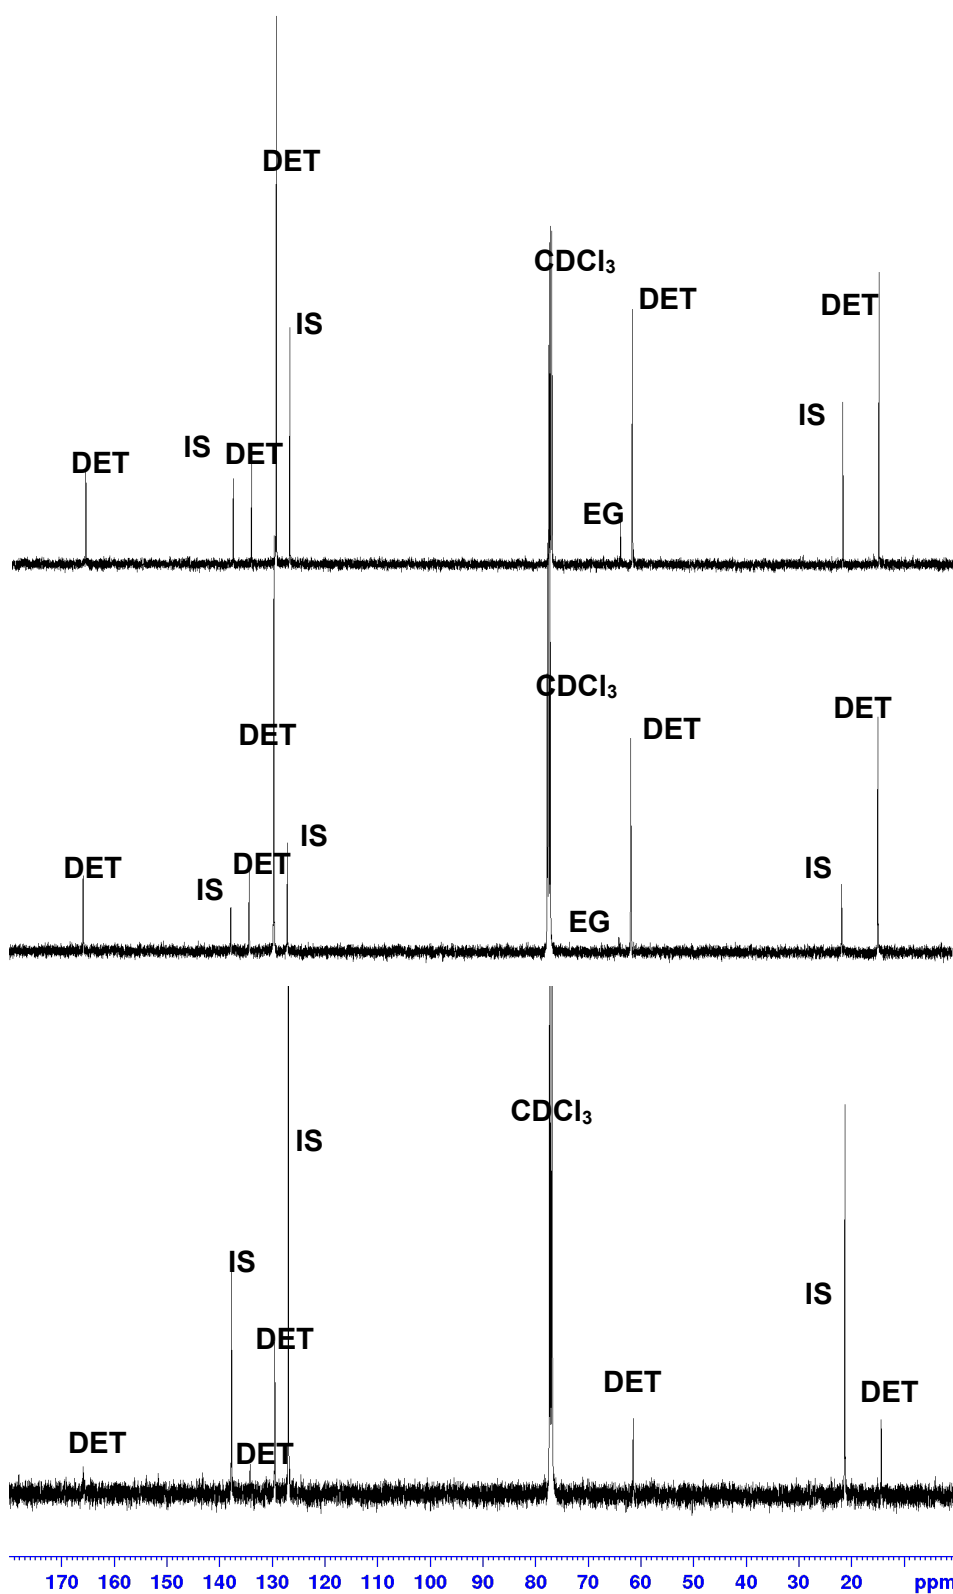 DET
CDCl₃
DET
DET
IS
IS
IS DET
DET
EG
CDCl₃
DET
DET
DET
IS
DET
DET
IS
IS
EG
CDCl₃
IS
IS
IS
DET
DET
DET
DET
DET
170 160 150 140 130 120 110 100 90 80 70 60 50 40 30 20 ppm